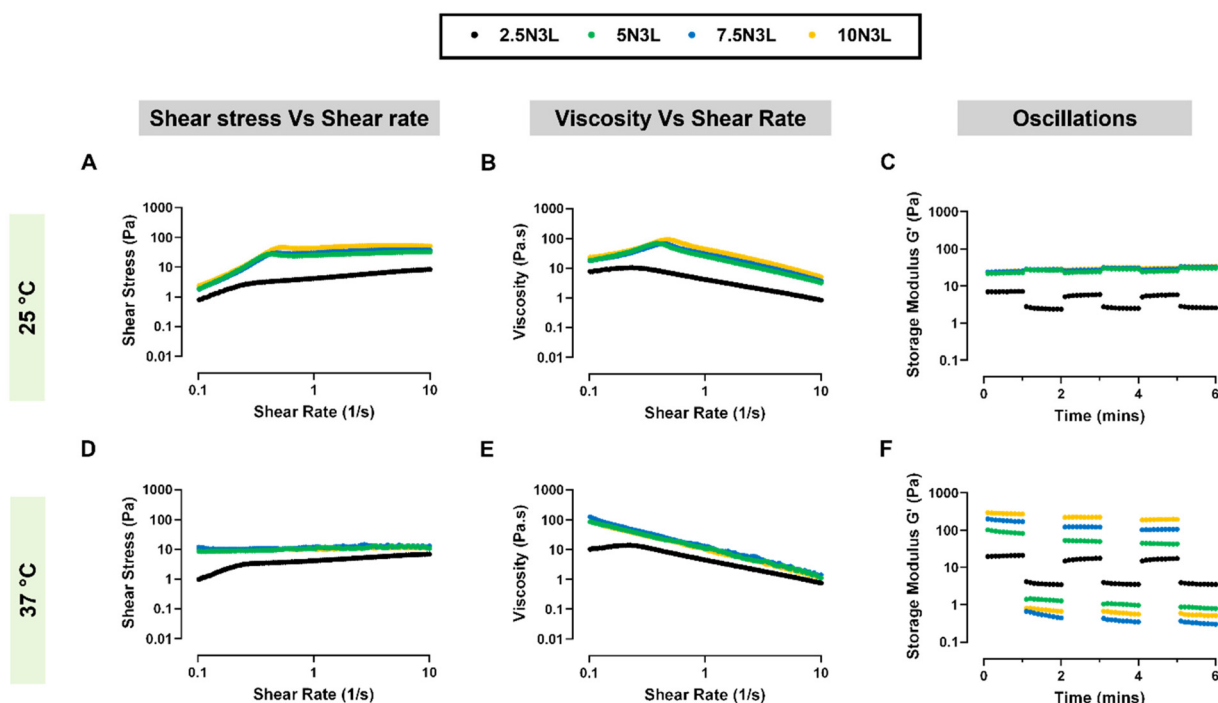 2.5N3L 5N3L 7.5N3L 10N3L
Shear stress Vs Shear rate Viscosity Vs Shear Rate Oscillations
25 °C
A
Shear Stress (Pa)
1000
100
10
1
0.1
0.01
0.1 1 10
Shear Rate (1/s)
B
Viscosity (Pa.s)
1000
100
10
1
0.1
0.01
0.1 1 10
Shear Rate (1/s)
C
Storage Modulus G' (Pa)
1000
100
10
1
0.1
0 2 4 6
Time (mins)
37 °C
D
Shear Stress (Pa)
1000
100
10
1
0.1
0.01
0.1 1 10
Shear Rate (1/s)
E
Viscosity (Pa.s)
1000
100
10
1
0.1
0.01
0.1 1 10
Shear Rate (1/s)
F
Storage Modulus G' (Pa)
1000
100
10
1
0.1
0 2 4 6
Time (mins)